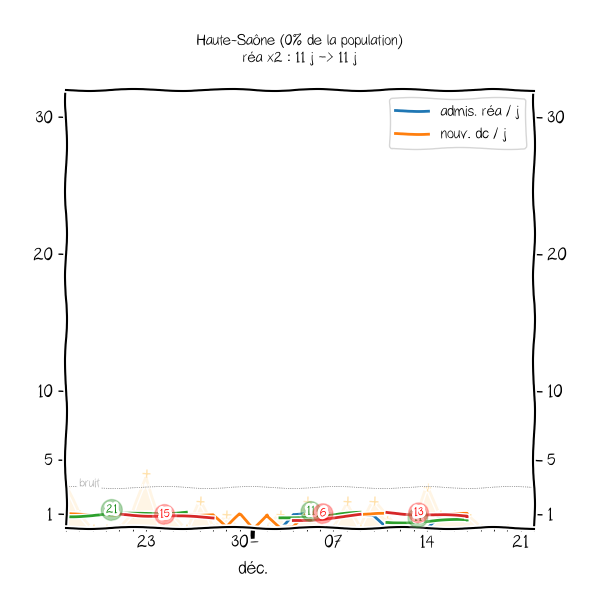 Haute-Saône (0% de la population)
réa x2 : 11 j -> 11 j
admis. réa / j
nouv. dc / j
30 30
20 20
10 10
5 5
bruit
21 15 11 6 13
1 1
23 30 07 14 21
déc.